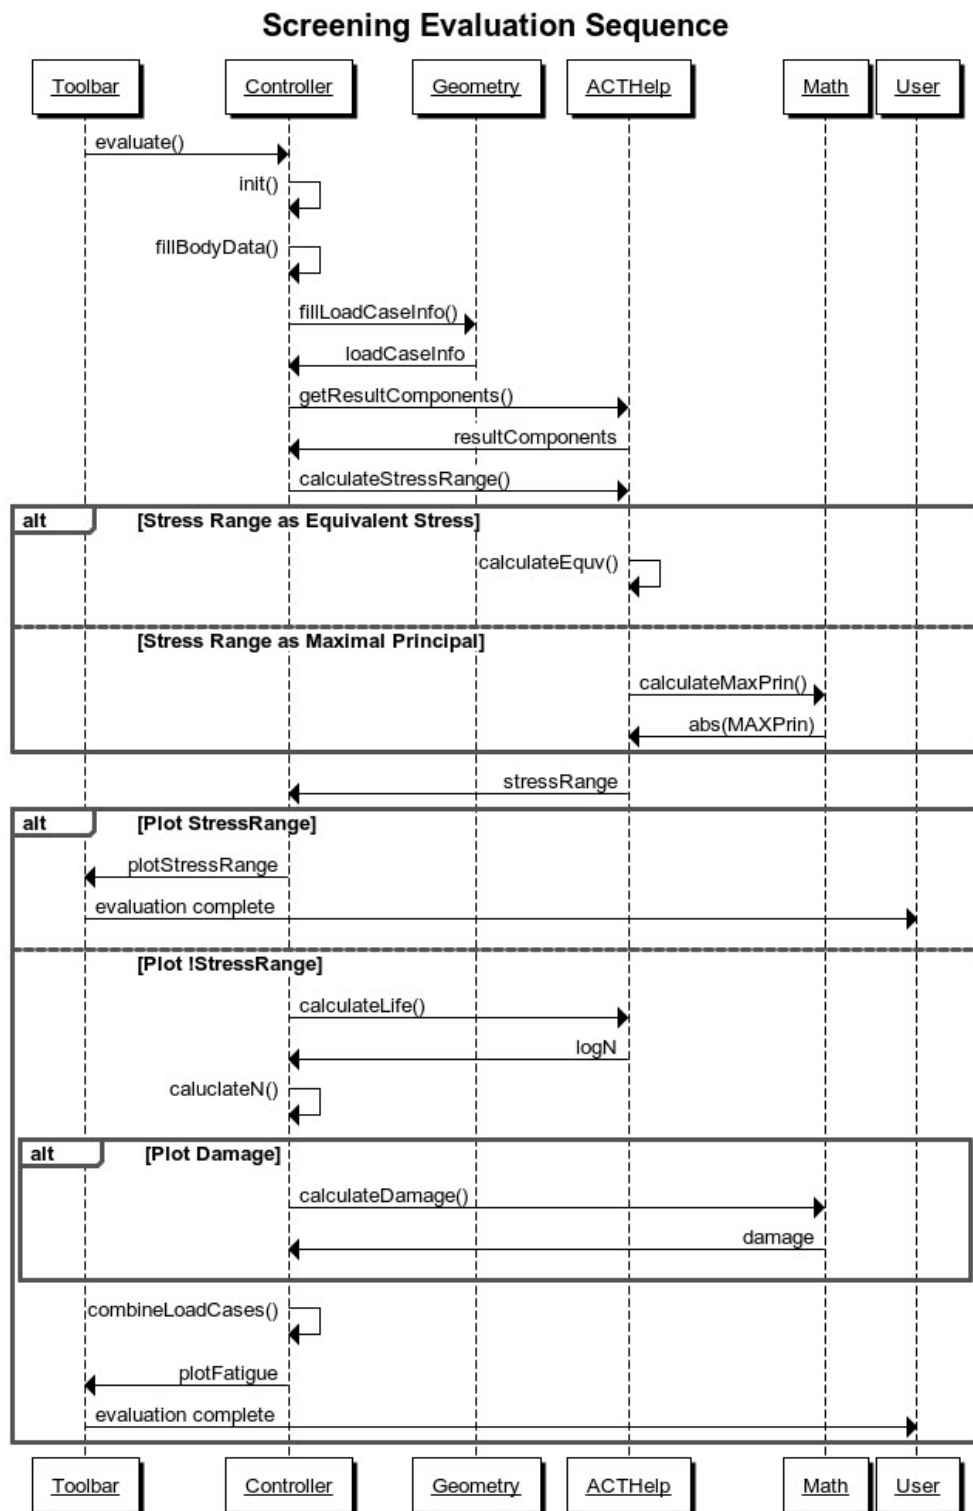 Screening Evaluation Sequence
Toolbar Controller Geometry ACTHelp Math User
evaluate()
init()
fillBodyData()
fillLoadCaseInfo()
loadCaseInfo
getResultComponents()
resultComponents
calculateStressRange()
alt [Stress Range as Equivalent Stress]
calculateEquv()
[Stress Range as Maximal Principal]
calculateMaxPrin()
abs(MAXPrin)
stressRange
alt [Plot StressRange]
plotStressRange
evaluation complete
[Plot !StressRange]
calculateLife()
logN
caluclateN()
alt [Plot Damage]
calculateDamage()
damage
combineLoadCases()
plotFatigue
evaluation complete
Toolbar Controller Geometry ACTHelp Math User